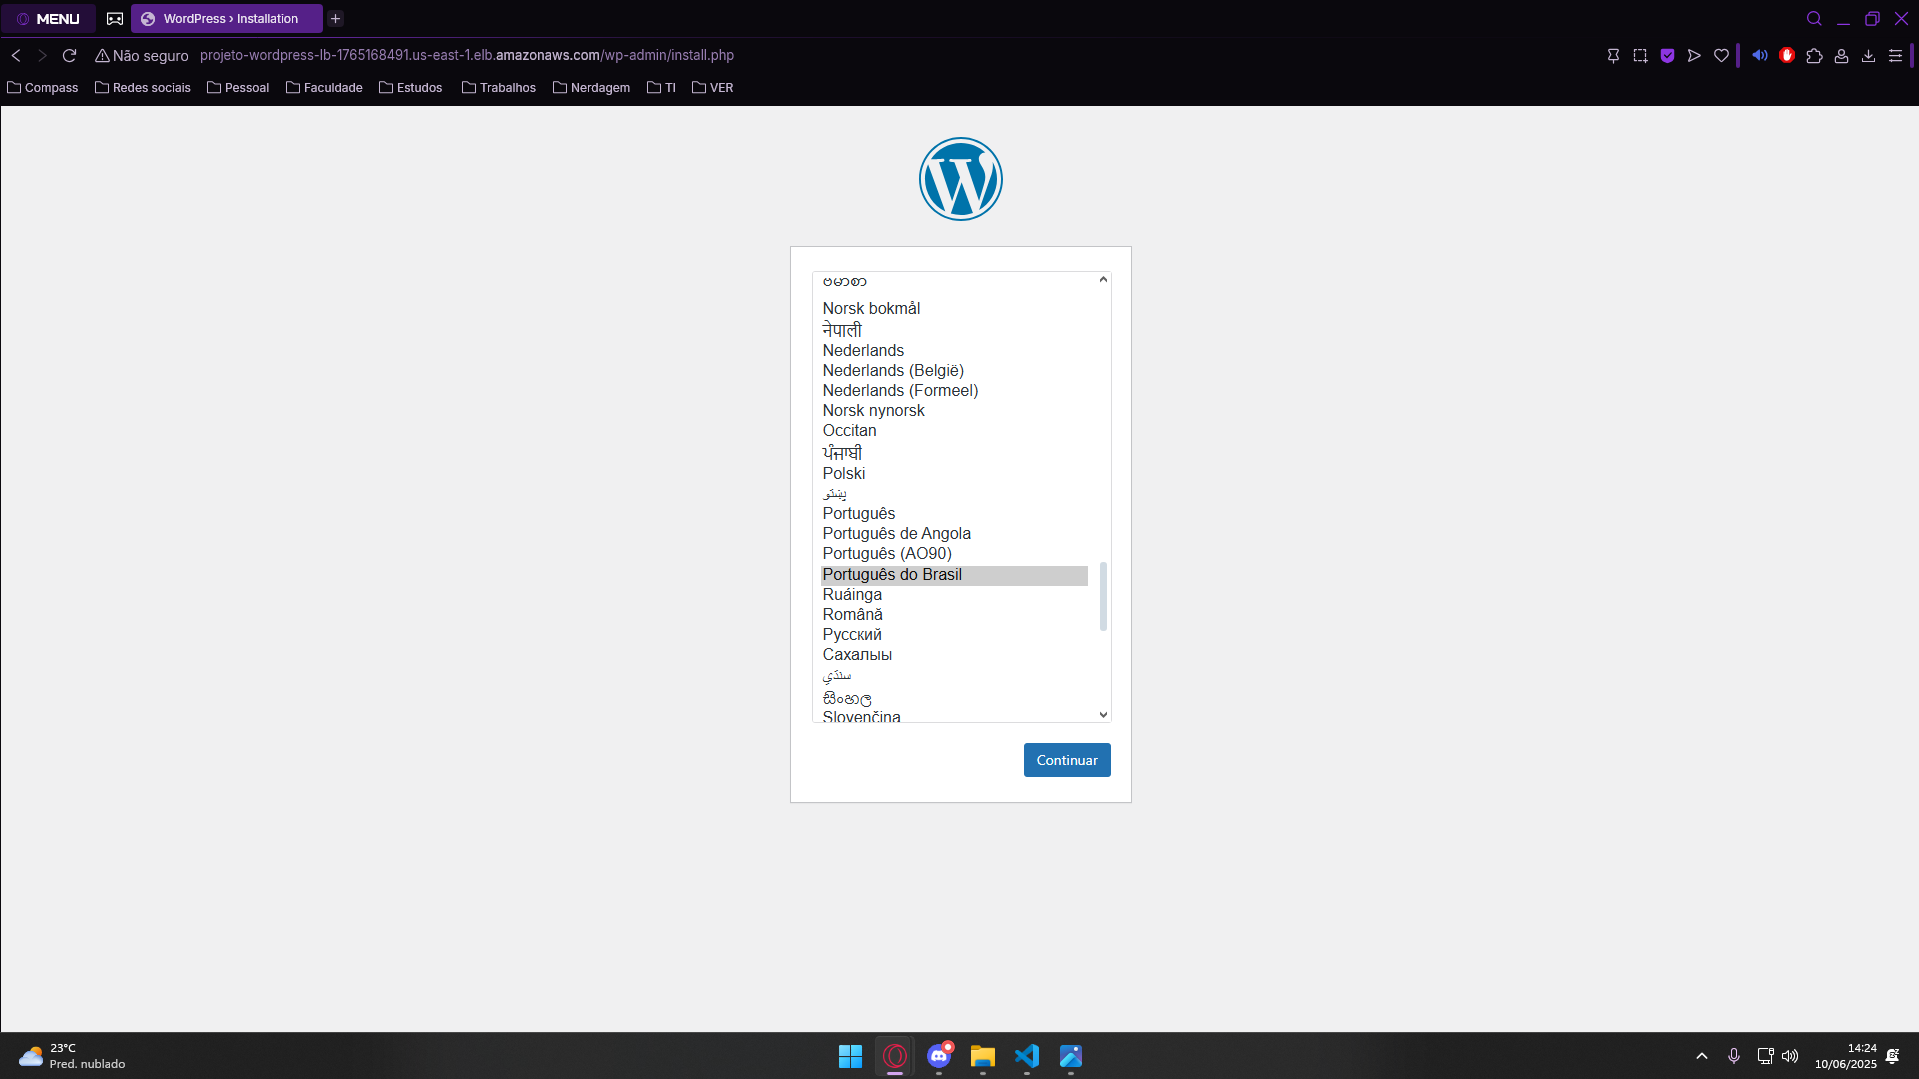 MENU
WordPress › Installation
Não seguro
projeto-wordpress-lb-1765168491.us-east-1.elb.amazonaws.com/wp-admin/install.php
Compass
Redes sociais
Pessoal
Faculdade
Estudos
Trabalhos
Nerdagem
TI
VER
ဗမာစာ
Norsk bokmål
नेपाली
Nederlands
Nederlands (België)
Nederlands (Formeel)
Norsk nynorsk
Occitan
ਪੰਜਾਬੀ
Polski
پښتو
Português
Português de Angola
Português (AO90)
Português do Brasil
Ruáinga
Română
Русский
Сахалыы
سنڌي
සිංහල
Slovenčina
Continuar
23°C
Pred. nublado
14:24
10/06/2025